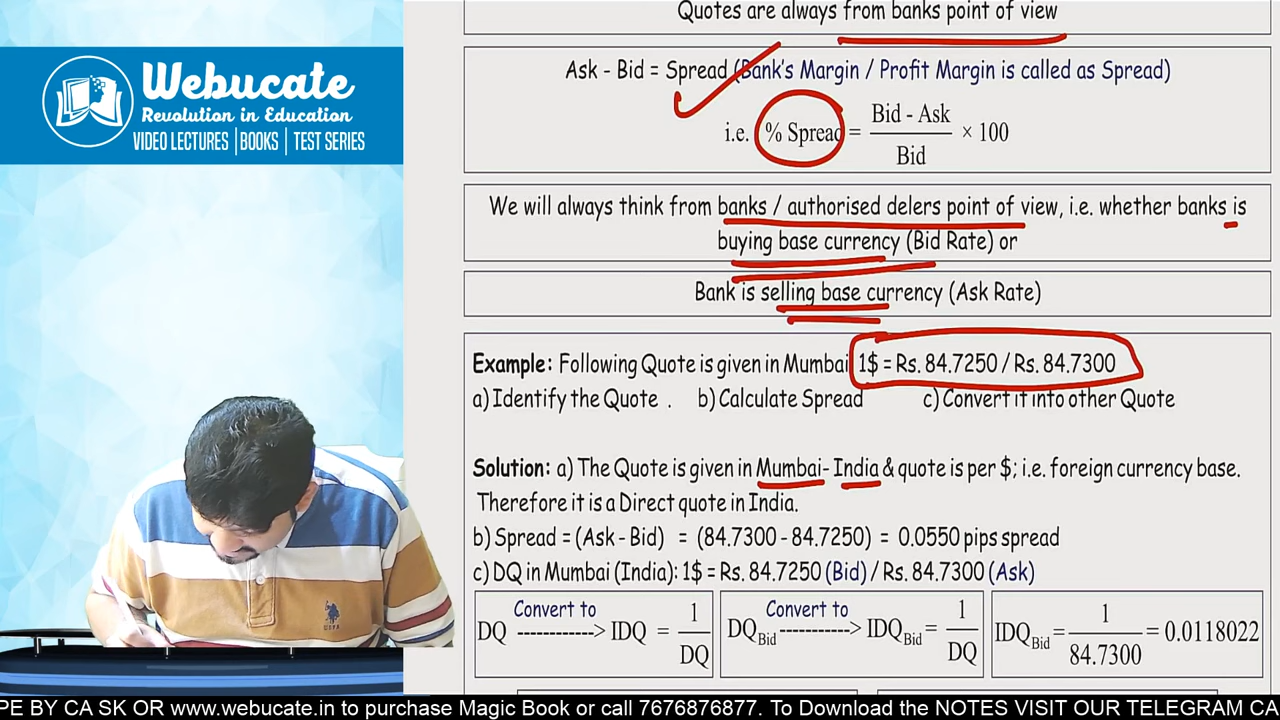 Quotes are always from banks point of view
Webucate
Revolution in Education
VIDEO LECTURES | BOOKS | TEST SERIES
Ask - Bid = Spread (Bank's Margin / Profit Margin is called as Spread)
i.e. % Spread = Bid - Ask / Bid × 100
We will always think from banks / authorised delers point of view, i.e. whether banks is
buying base currency (Bid Rate) or
Bank is selling base currency (Ask Rate)
Example: Following Quote is given in Mumbai 1$ = Rs. 84.7250 / Rs. 84.7300
a) Identify the Quote . b) Calculate Spread c) Convert it into other Quote
Solution: a) The Quote is given in Mumbai- India & quote is per $; i.e. foreign currency base.
Therefore it is a Direct quote in India.
b) Spread = (Ask - Bid) = (84.7300 - 84.7250) = 0.0550 pips spread
c) DQ in Mumbai (India): 1$ = Rs. 84.7250 (Bid) / Rs. 84.7300 (Ask)
DQ Convert to ------------> IDQ = 1 / DQ
DQ Bid Convert to -----------> IDQ Bid = 1 / DQ
IDQ Bid = 1 / 84.7300 = 0.0118022
PE BY CA SK OR www.webucate.in to purchase Magic Book or call 7676876877. To Download the NOTES VISIT OUR TELEGRAM CA